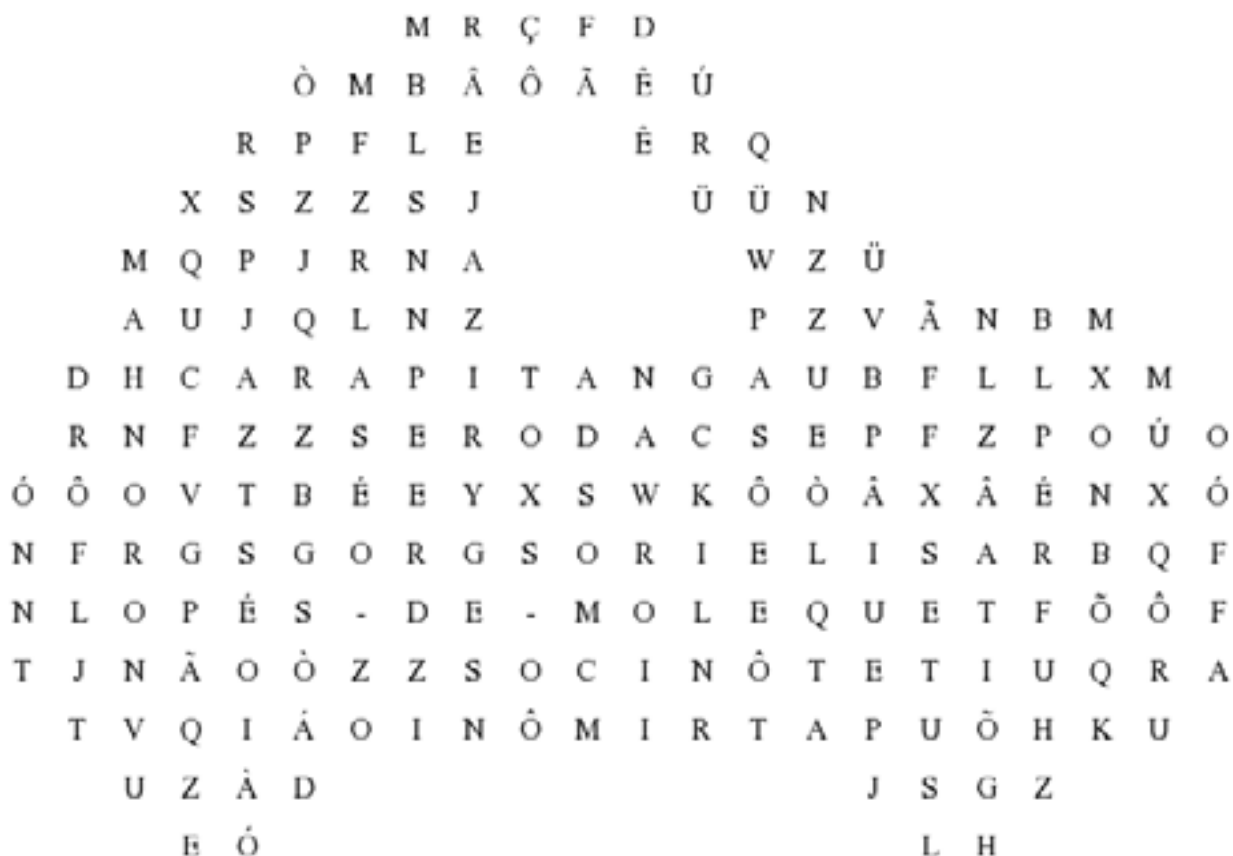 M R Ç F D
Ò M B Â Ô Ã Ê Ú
R P F L E Ê R Q
X S Z Z S J Ü Ü N
M Q P J R N A W Z Ü
A U J Q L N Z P Z V Ã N B M
D H C A R A P I T A N G A U B F L L X M
R N F Z Z S E R O D A C S E P F Z P O Ú O
Ó Ô O V T B É E Y X S W K Ô Ò Â X Â É N X Ó
N F R G S G O R G S O R I E L I S A R B Q F
N L O P É S - D E - M O L E Q U E T F Õ Ô F
T J N Ã O Ò Z Z S O C I N Ô T E T I U Q R A
T V Q I Á O I N Ô M I R T A P U Õ H K U
U Z À D J S G Z
E Ó L H